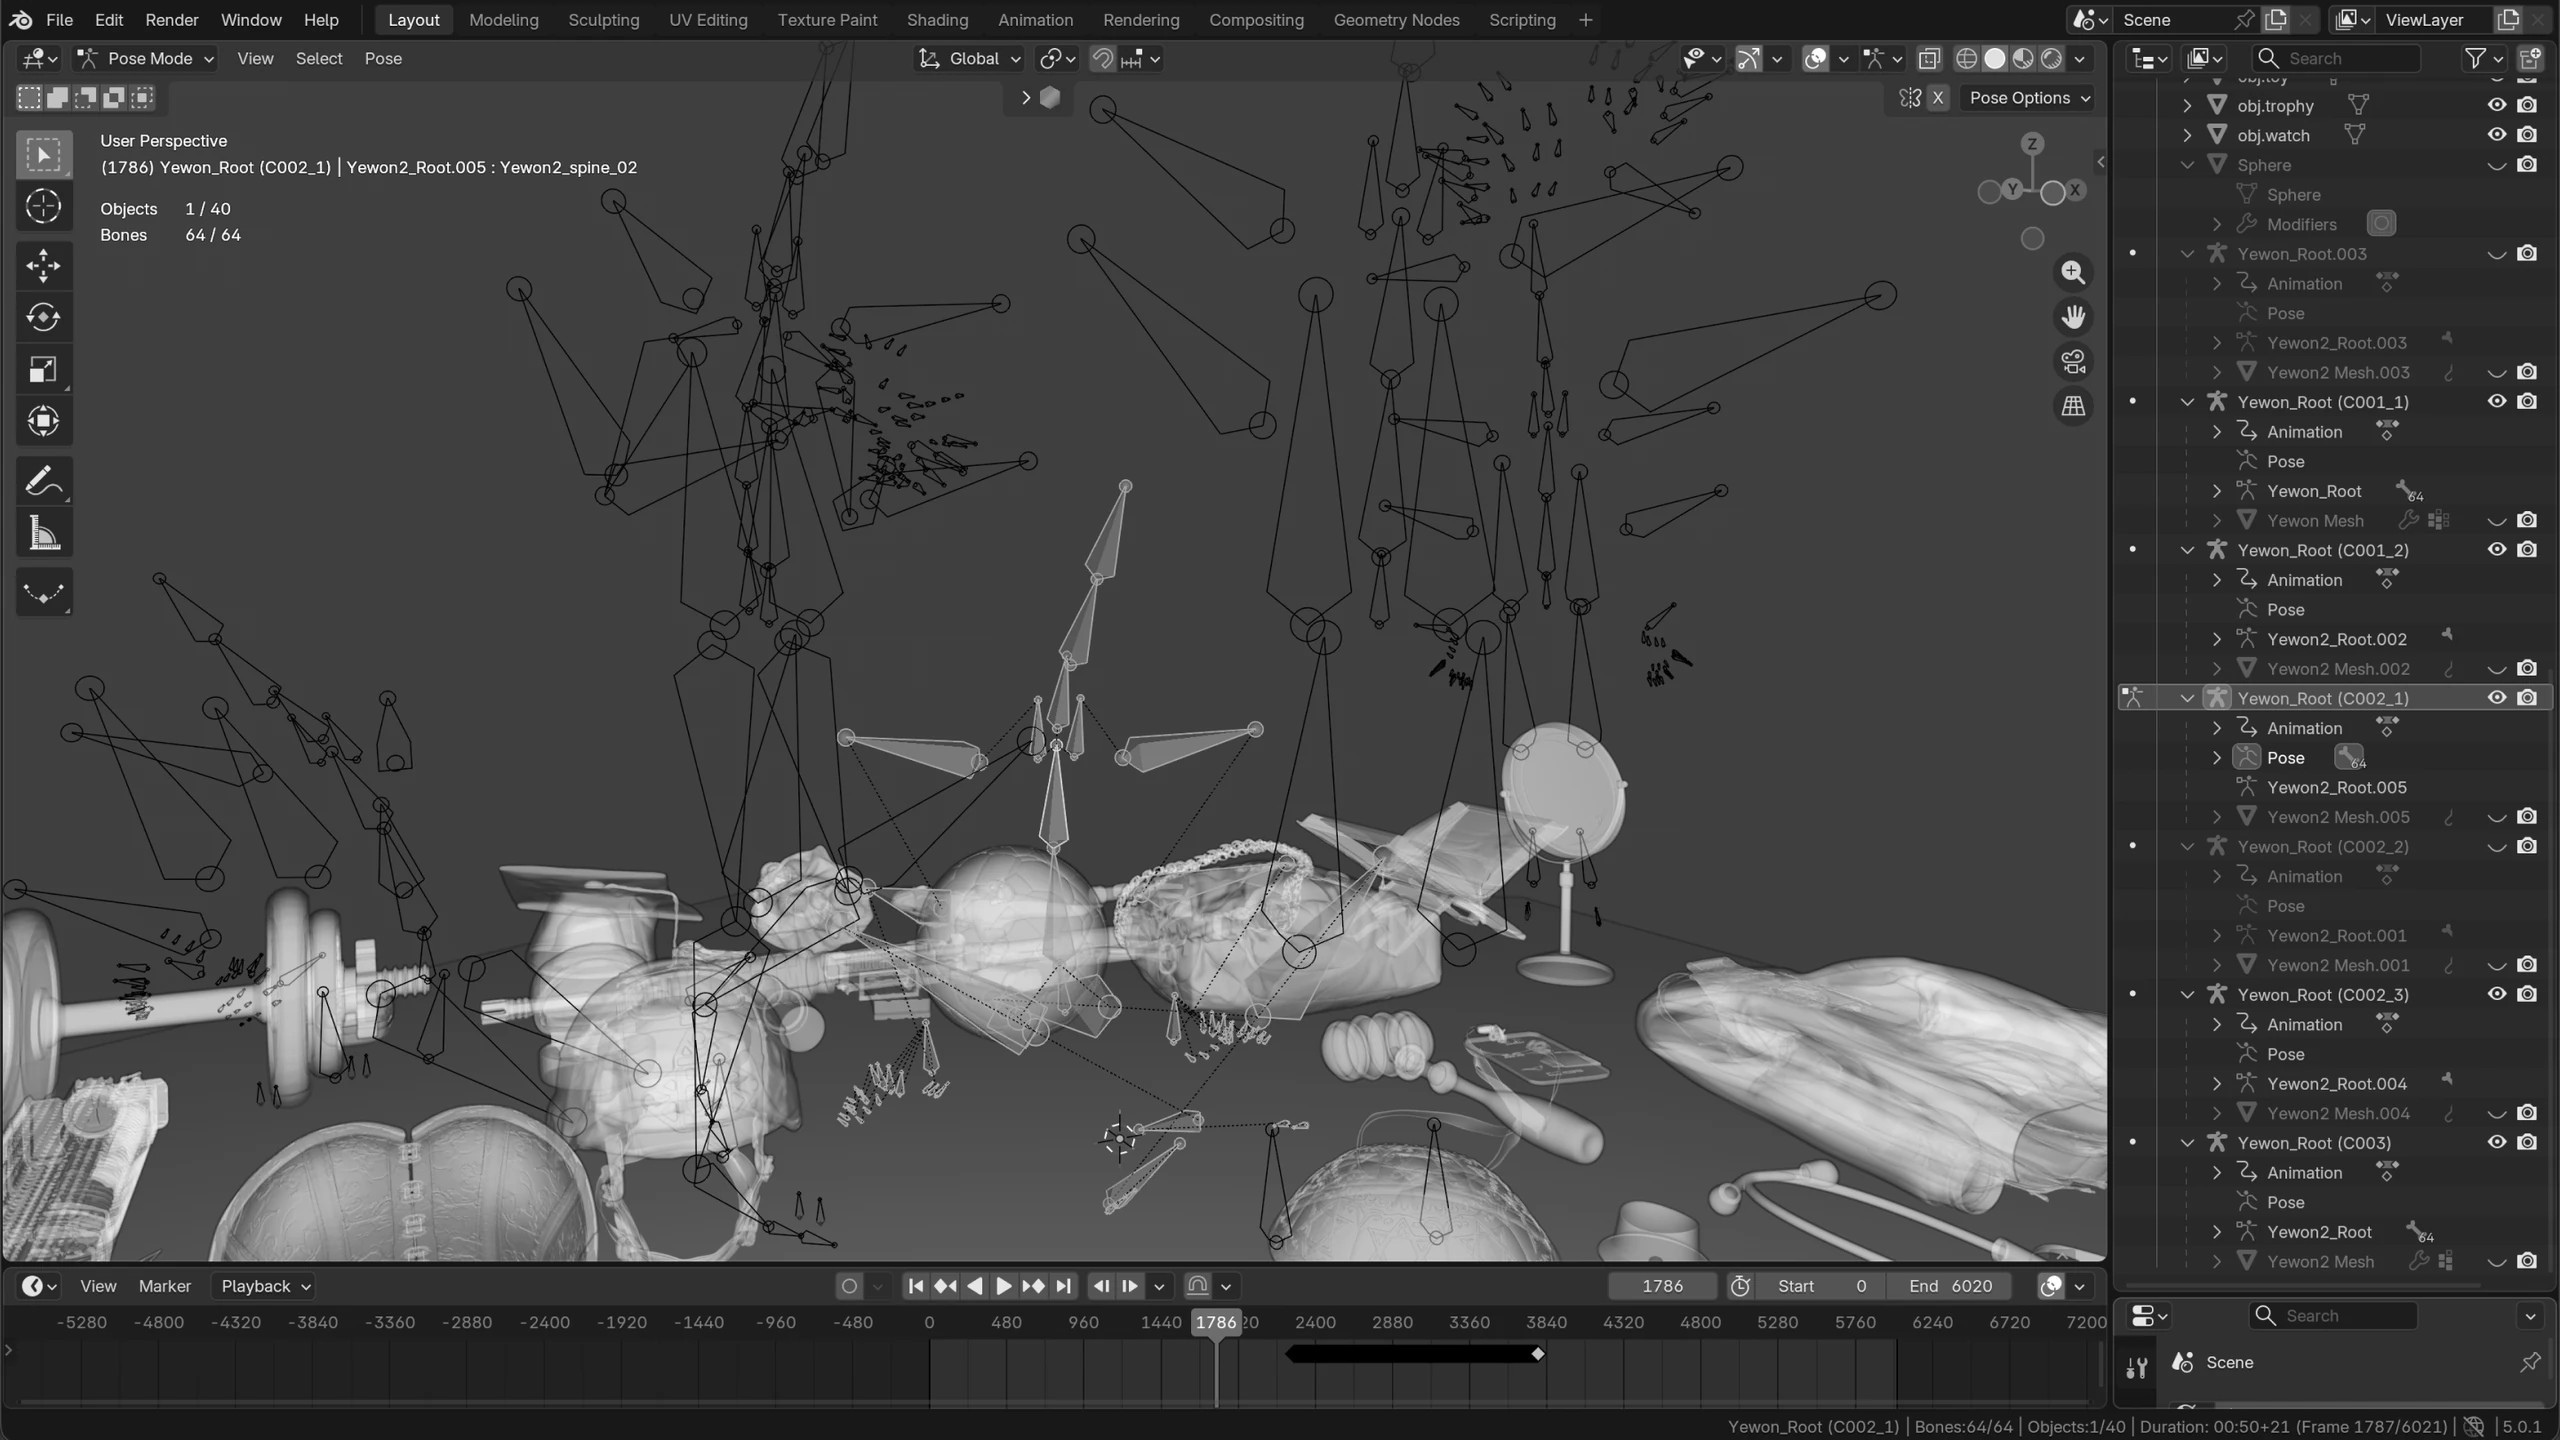 File Edit Render Window Help Layout Modeling Sculpting UV Editing Texture Paint Shading Animation Rendering Compositing Geometry Nodes Scripting + Scene ViewLayer
Pose Mode View Select Pose Global Search
X Pose Options
User Perspective
(1786) Yewon_Root (C002_1) | Yewon2_Root.005 : Yewon2_spine_02
Objects 1 / 40
Bones 64 / 64
Z
Y X
obj.trophy
obj.watch
Sphere
Sphere
Modifiers
Yewon_Root.003
Animation
Pose
Yewon2_Root.003
Yewon2 Mesh.003
Yewon_Root (C001_1)
Animation
Pose
Yewon_Root 64
Yewon Mesh
Yewon_Root (C001_2)
Animation
Pose
Yewon2_Root.002
Yewon2 Mesh.002
Yewon_Root (C002_1)
Animation
Pose 64
Yewon2_Root.005
Yewon2 Mesh.005
Yewon_Root (C002_2)
Animation
Pose
Yewon2_Root.001
Yewon2 Mesh.001
Yewon_Root (C002_3)
Animation
Pose
Yewon2_Root.004
Yewon2 Mesh.004
Yewon_Root (C003)
Animation
Pose
Yewon2_Root 64
Yewon2 Mesh
View Marker Playback 1786 Start 0 End 6020
-5280 -4800 -4320 -3840 -3360 -2880 -2400 -1920 -1440 -960 -480 0 480 960 1440 1786 2400 2880 3360 3840 4320 4800 5280 5760 6240 6720 7200
Search
Scene
Yewon_Root (C002_1) | Bones:64/64 | Objects:1/40 | Duration: 00:50+21 (Frame 1787/6021) | 5.0.1